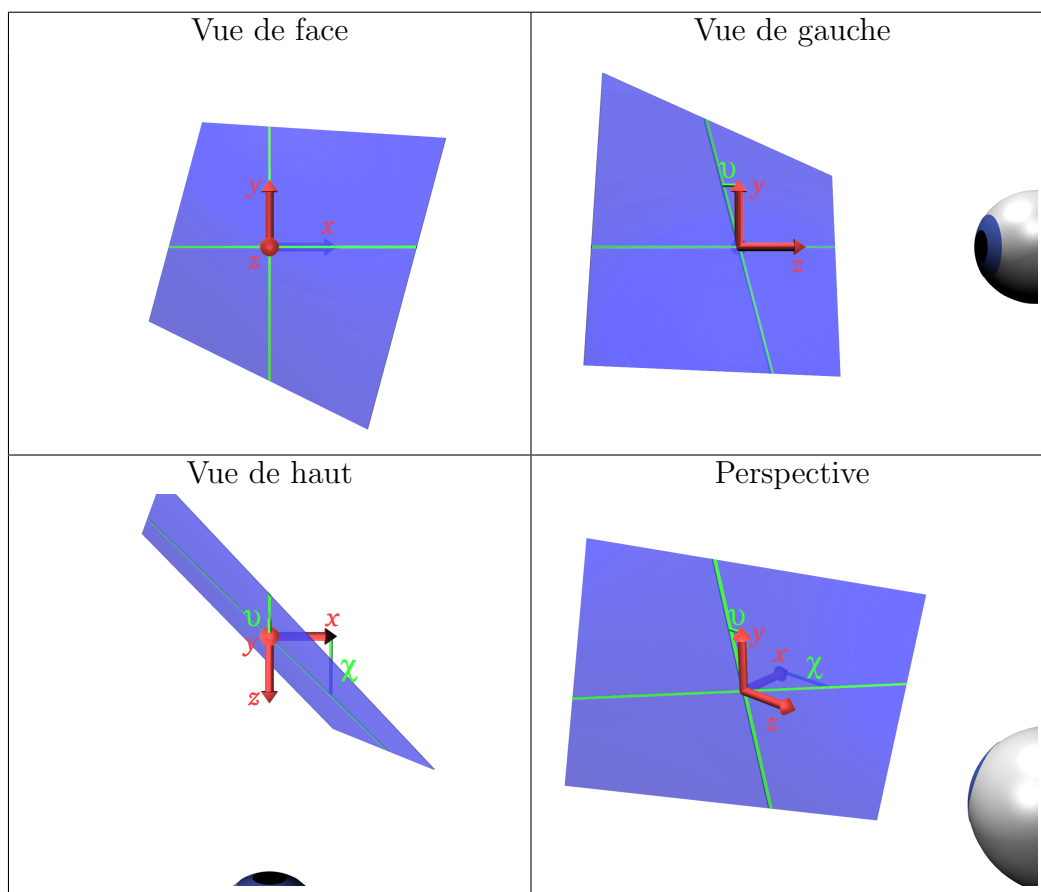 Vue de face
y
x
z
Vue de gauche
υ
y
z
Vue de haut
υ
x
y
χ
z
Perspective
υ
y
x
χ
z